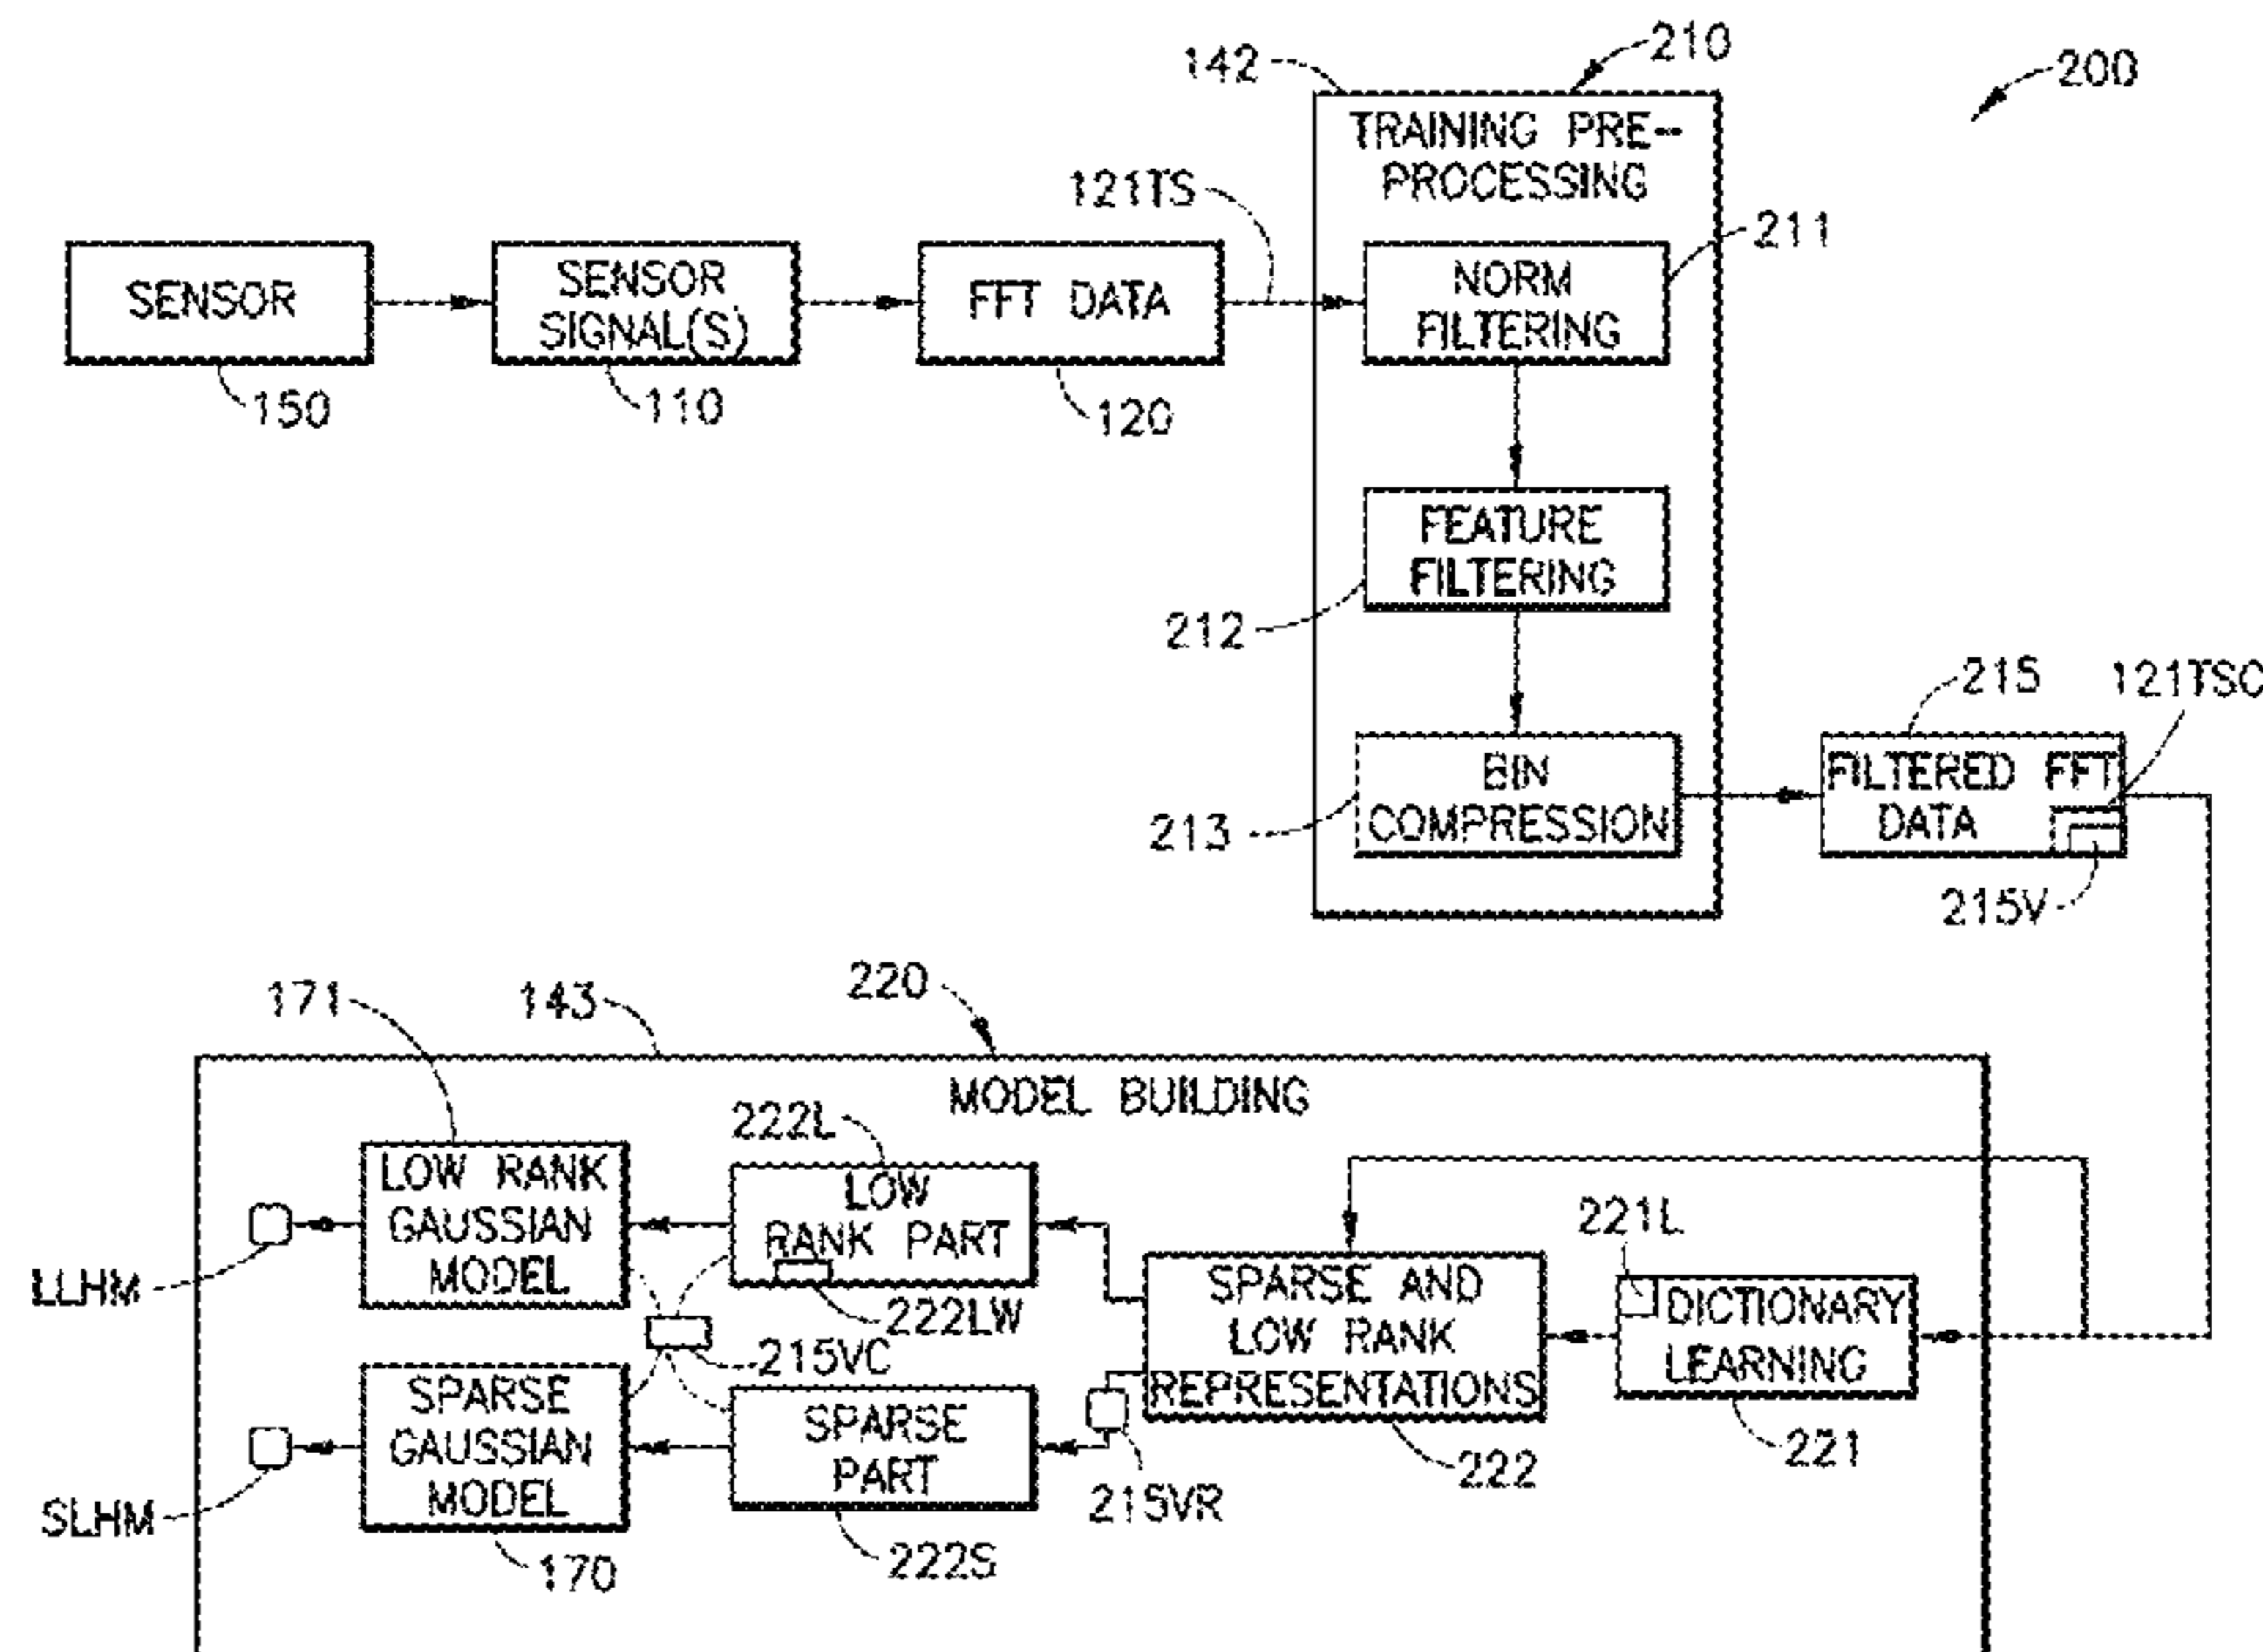 142
210
200
TRAINING PRE-
PROCESSING
121TS
211
SENSOR
SENSOR
SIGNAL(S)
FFT DATA
NORM
FILTERING
150
110
120
FEATURE
FILTERING
212
215
121TSC
BIN
COMPRESSION
FILTERED FFT
DATA
213
215V
171
143
220
MODEL BUILDING
222L
LOW RANK
GAUSSIAN
MODEL
LOW
RANK PART
221L
LLHM
222LW
SPARSE AND
LOW RANK
REPRESENTATIONS
DICTIONARY
LEARNING
215VC
SPARSE
GAUSSIAN
MODEL
SPARSE
PART
222
221
215VR
SLHM
170
222S